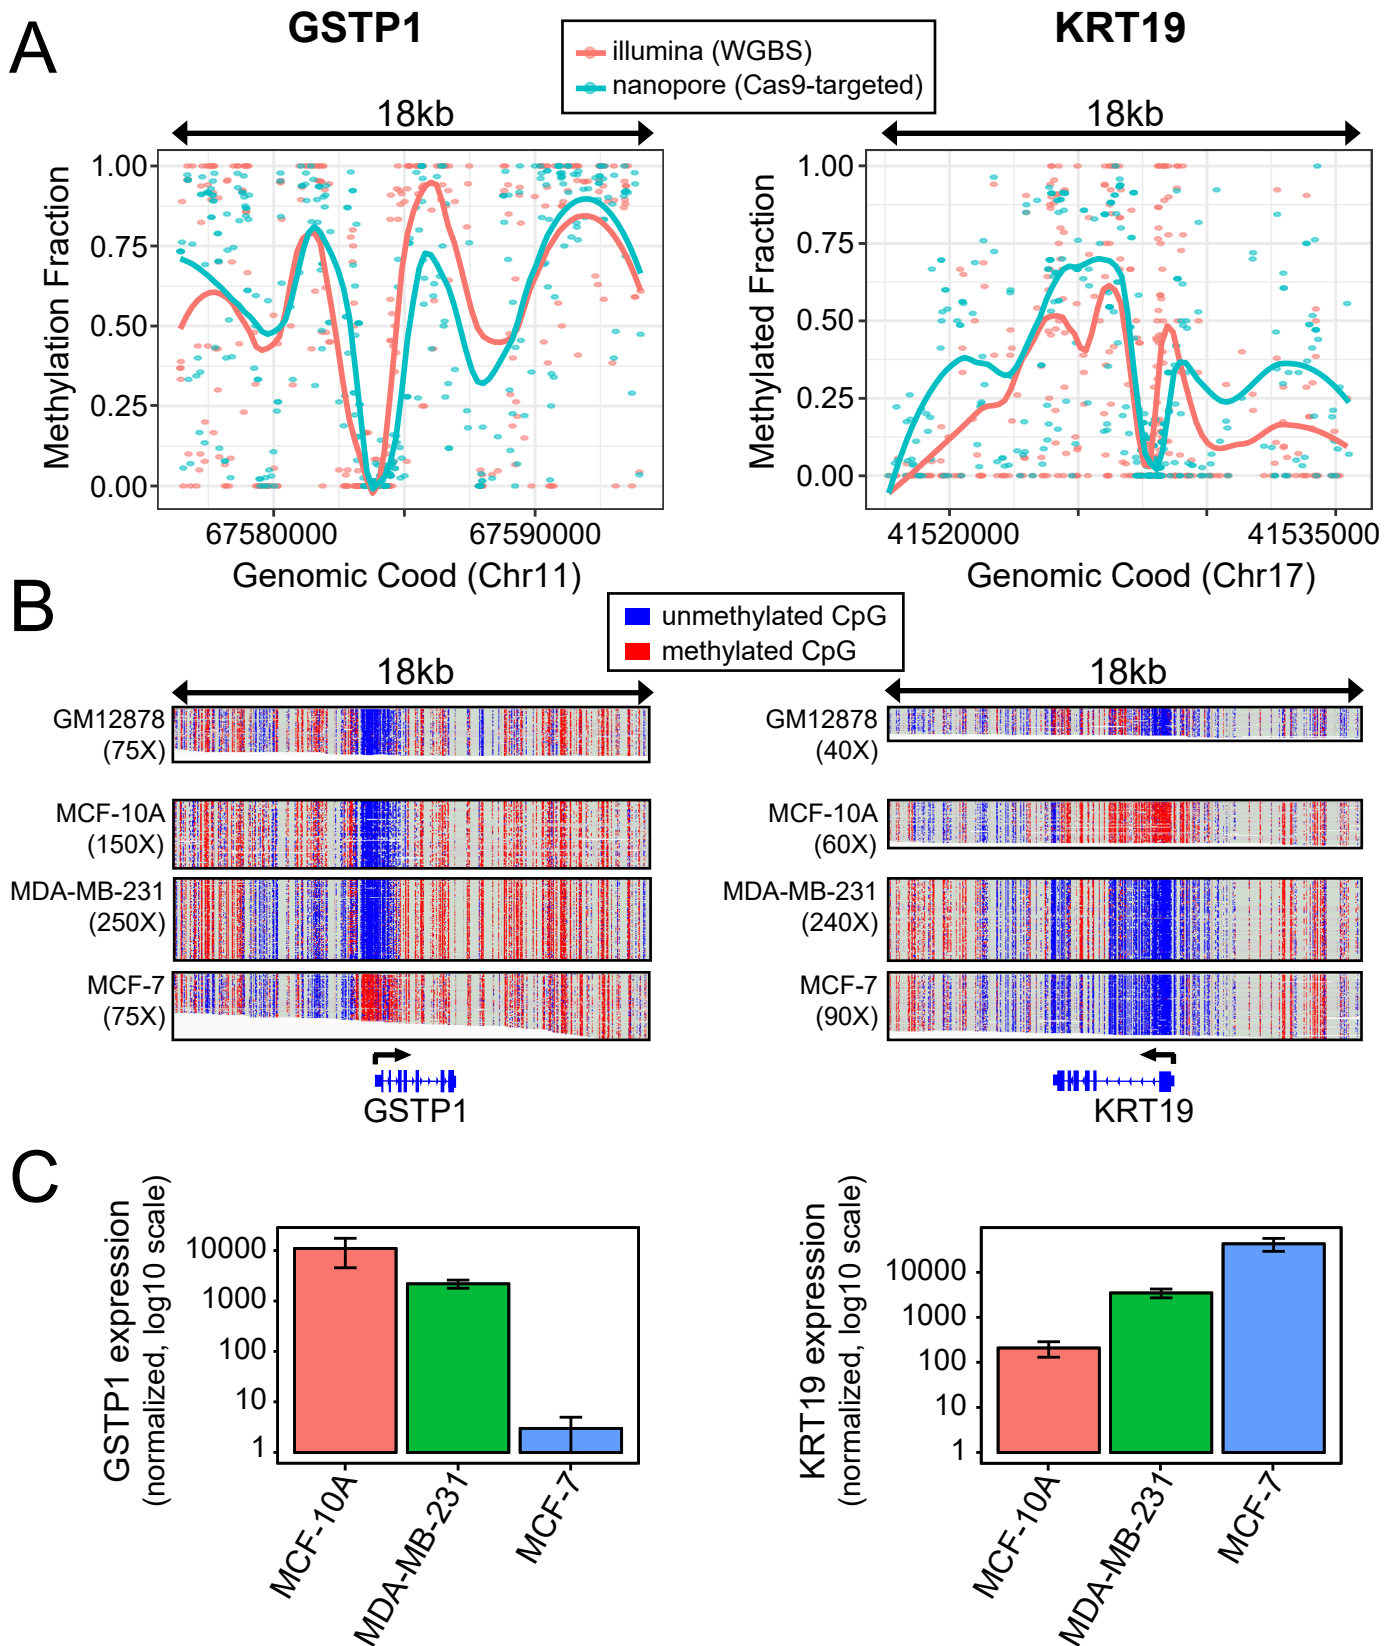 A
GSTP1
KRT19
illumina (WGBS)
nanopore (Cas9-targeted)
18kb
18kb
Methylation Fraction
1.00
0.75
0.50
0.25
0.00
67580000
67590000
Genomic Cood (Chr11)
Methylated Fraction
1.00
0.75
0.50
0.25
0.00
41520000
41535000
Genomic Cood (Chr17)
B
unmethylated CpG
methylated CpG
18kb
18kb
GM12878
(75X)
MCF-10A
(150X)
MDA-MB-231
(250X)
MCF-7
(75X)
GSTP1
GM12878
(40X)
MCF-10A
(60X)
MDA-MB-231
(240X)
MCF-7
(90X)
KRT19
C
GSTP1 expression
(normalized, log10 scale)
10000
1000
100
10
1
MCF-10A
MDA-MB-231
MCF-7
KRT19 expression
(normalized, log10 scale)
10000
1000
100
10
1
MCF-10A
MDA-MB-231
MCF-7